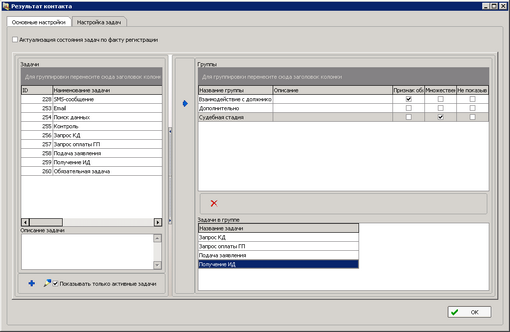 Результат контакта
Основные настройки
Настройка задач
Актуализация состояния задач по факту регистрации
Задачи
Для группировки перенесите сюда заголовок колонки
ID Наименование задачи
228 SMS-сообщение
253 Email
254 Поиск данных
255 Контроль
256 Запрос КД
257 Запрос оплаты ГП
258 Подача заявления
259 Получение ИД
260 Обязательная задача
Описание задачи
Показывать только активные задачи
Группы
Для группировки перенесите сюда заголовок колонки
Название группы Описание Признак обя Множествен Не показыв
Взаимодействие с должнико
Дополнительно
Судебная стадия
Задачи в группе
Название задачи
Запрос КД
Запрос оплаты ГП
Подача заявления
Получение ИД
OK